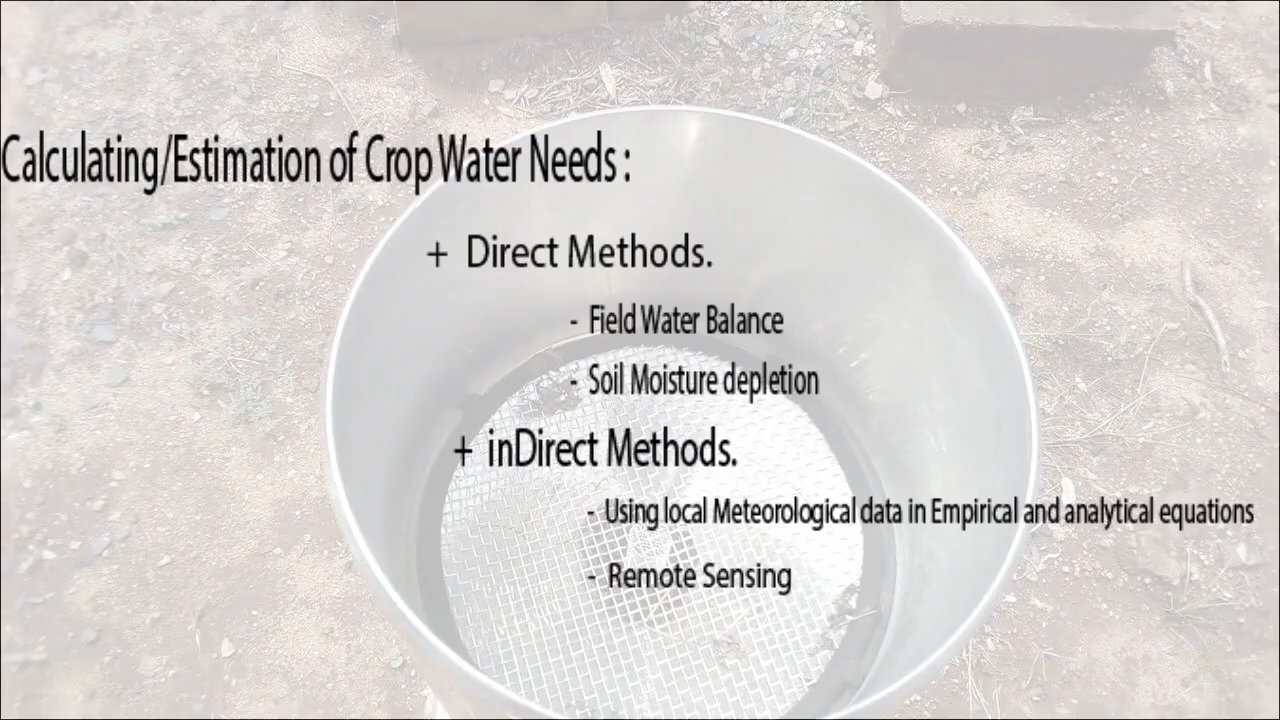 Calculating/Estimation of Crop Water Needs :
+ Direct Methods.
- Field Water Balance
- Soil Moisture depletion
+ inDirect Methods.
- Using local Meteorological data in Empirical and analytical equations
- Remote Sensing